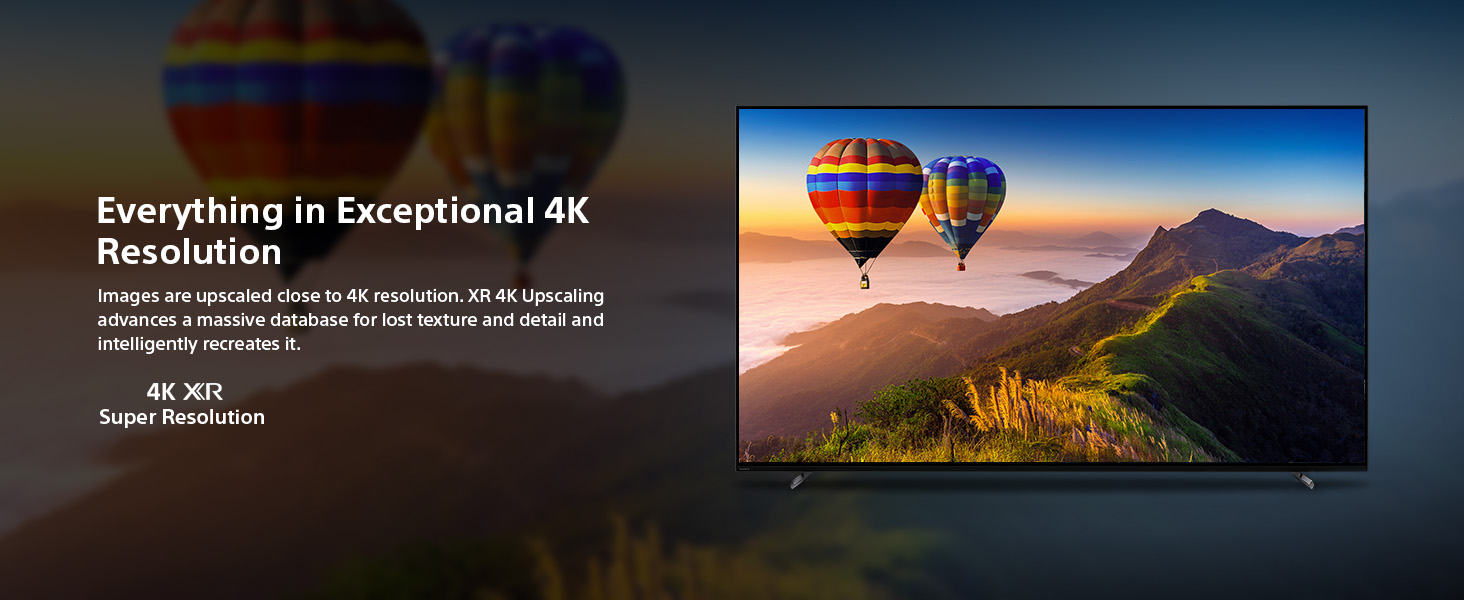 Everything in Exceptional 4K
Resolution
Images are upscaled close to 4K resolution. XR 4K Upscaling
advances a massive database for lost texture and detail and
intelligently recreates it.
4K XR
Super Resolution